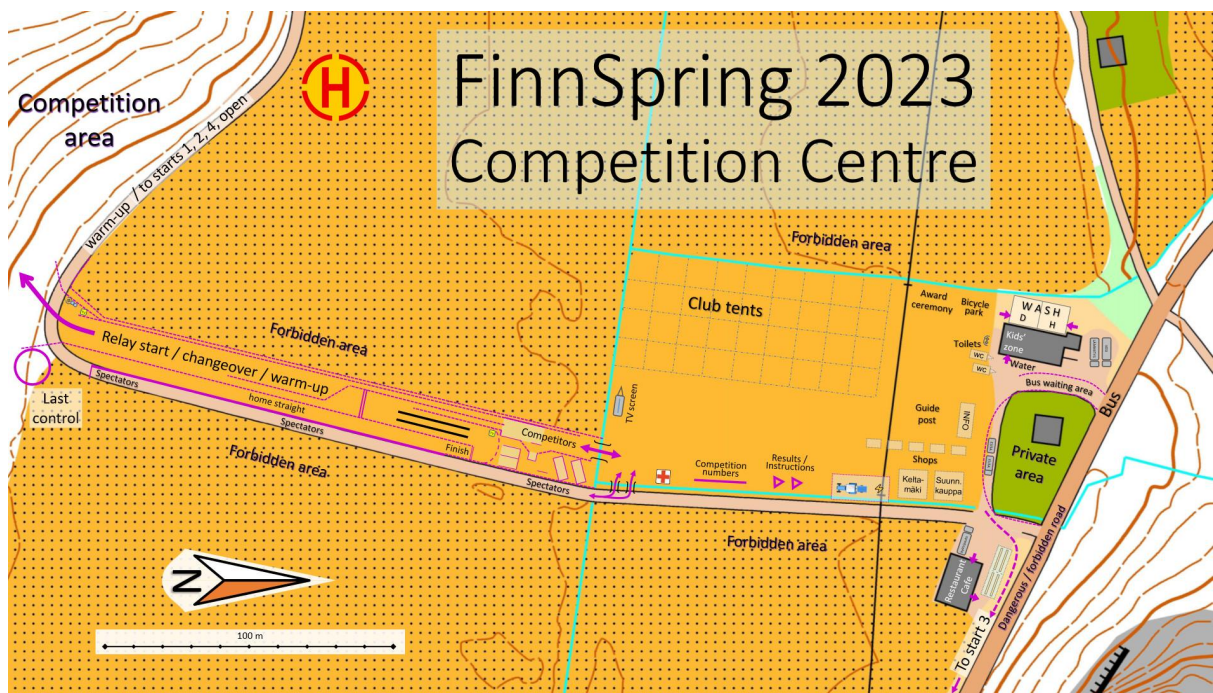 FinnSpring 2023
Competition Centre
H
Competition
area
warm-up / to starts 1, 2, 4, open
Forbidden area
Club tents
Award
ceremony
Bicycle
park
WASH
D H
Kids'
zone
Toilets
WC
WC
Water
Bus waiting area
Bus
Forbidden area
Relay start / changeover / warm-up
Spectators
home straight
Spectators
Last
control
Forbidden area
TV screen
Competitors
Finish
Spectators
Guide
post
INFO
Private
area
Competition
numbers
Results /
Instructions
Shops
Kelta-
mäki
Suunn.
kauppa
Forbidden area
Restaurant
Cafe
Dangerous / forbidden road
To start 3
N
100 m